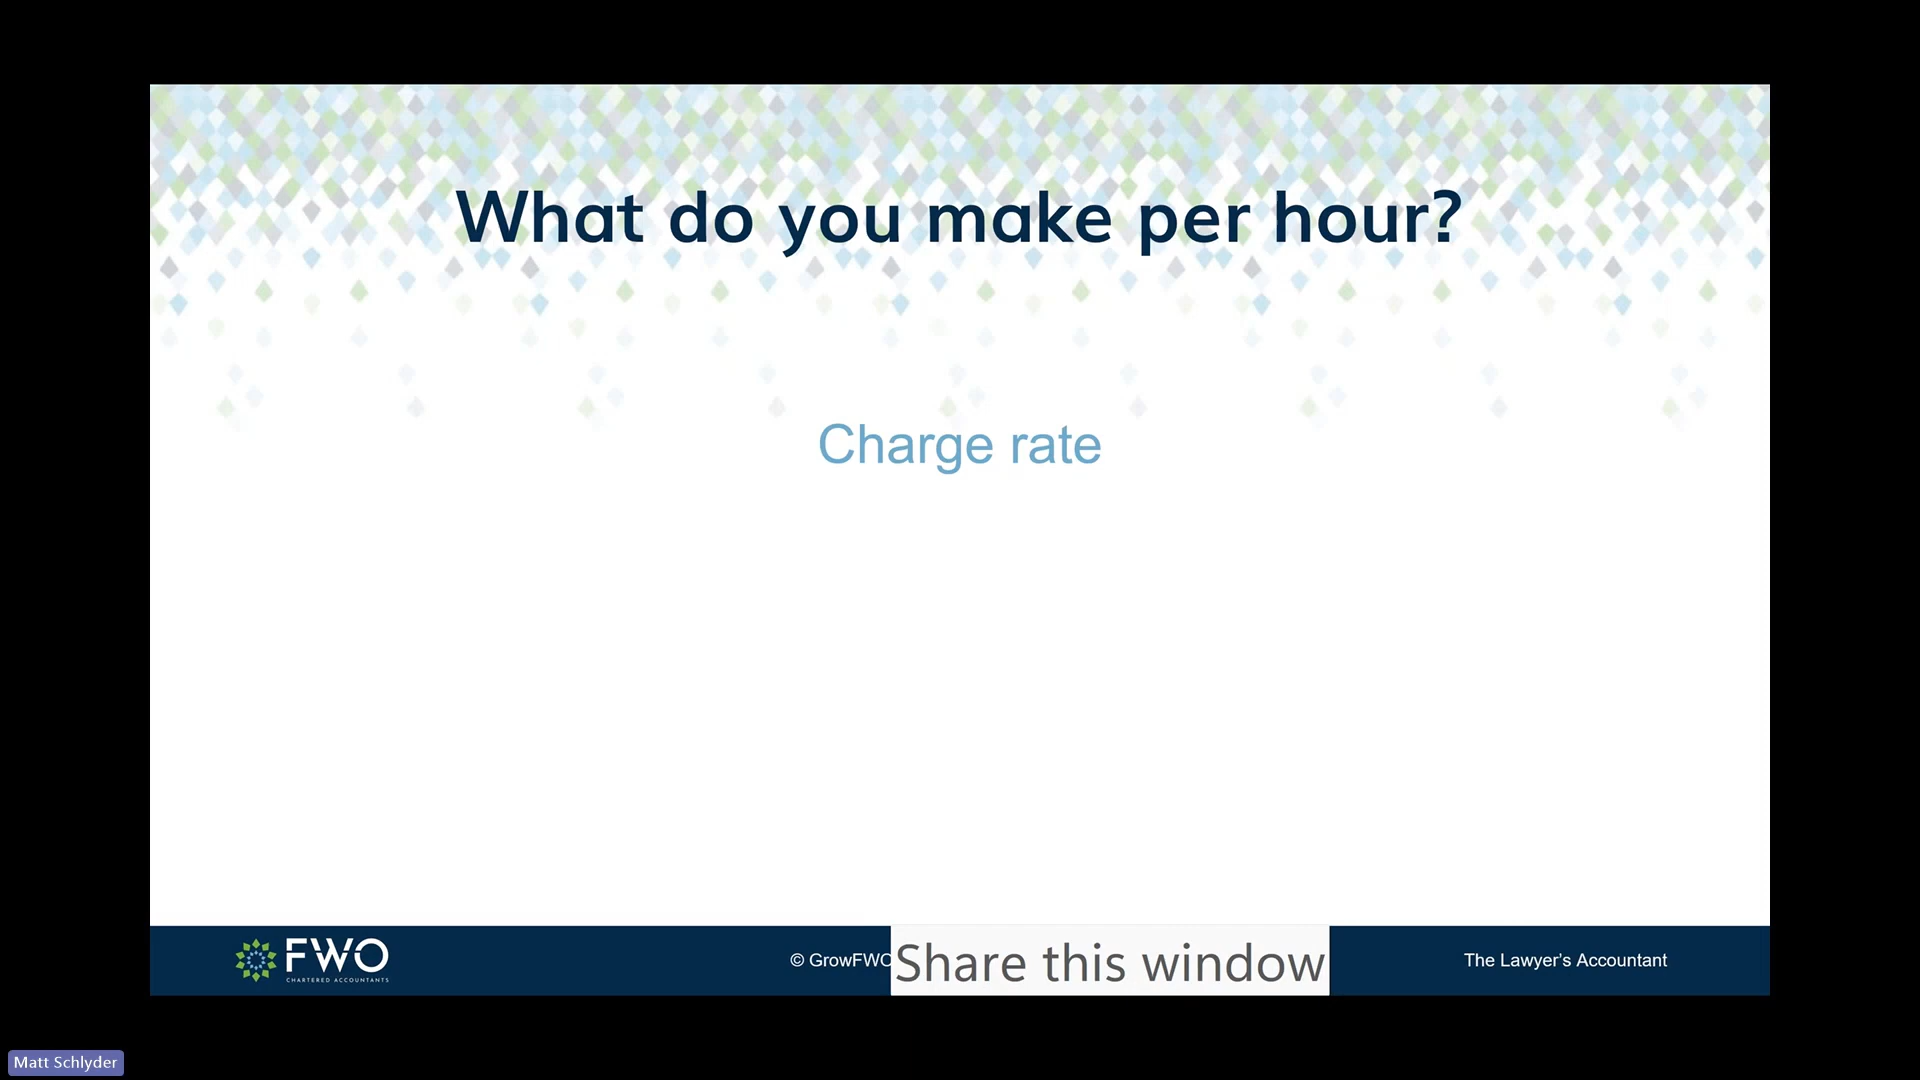 What do you make per hour?
Charge rate
FWO
CHARTERED ACCOUNTANTS
© GrowFWO
Share this window
The Lawyer's Accountant
Matt Schlyder